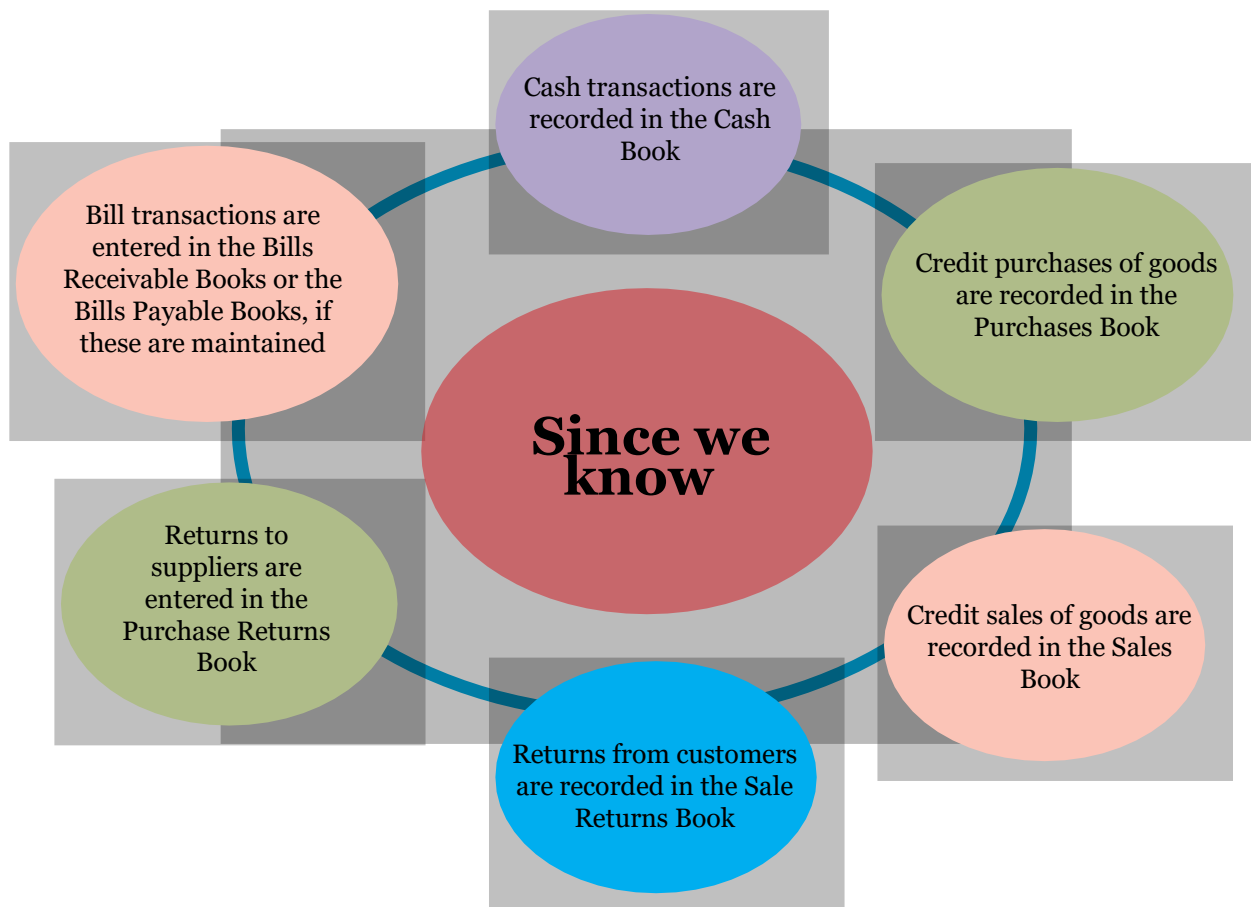 Cash transactions are
recorded in the Cash
Book
Credit purchases of goods
are recorded in the
Purchases Book
Credit sales of goods are
recorded in the Sales
Book
Returns from customers
are recorded in the Sale
Returns Book
Returns to
suppliers are
entered in the
Purchase Returns
Book
Bill transactions are
entered in the Bills
Receivable Books or the
Bills Payable Books, if
these are maintained
Since we
know